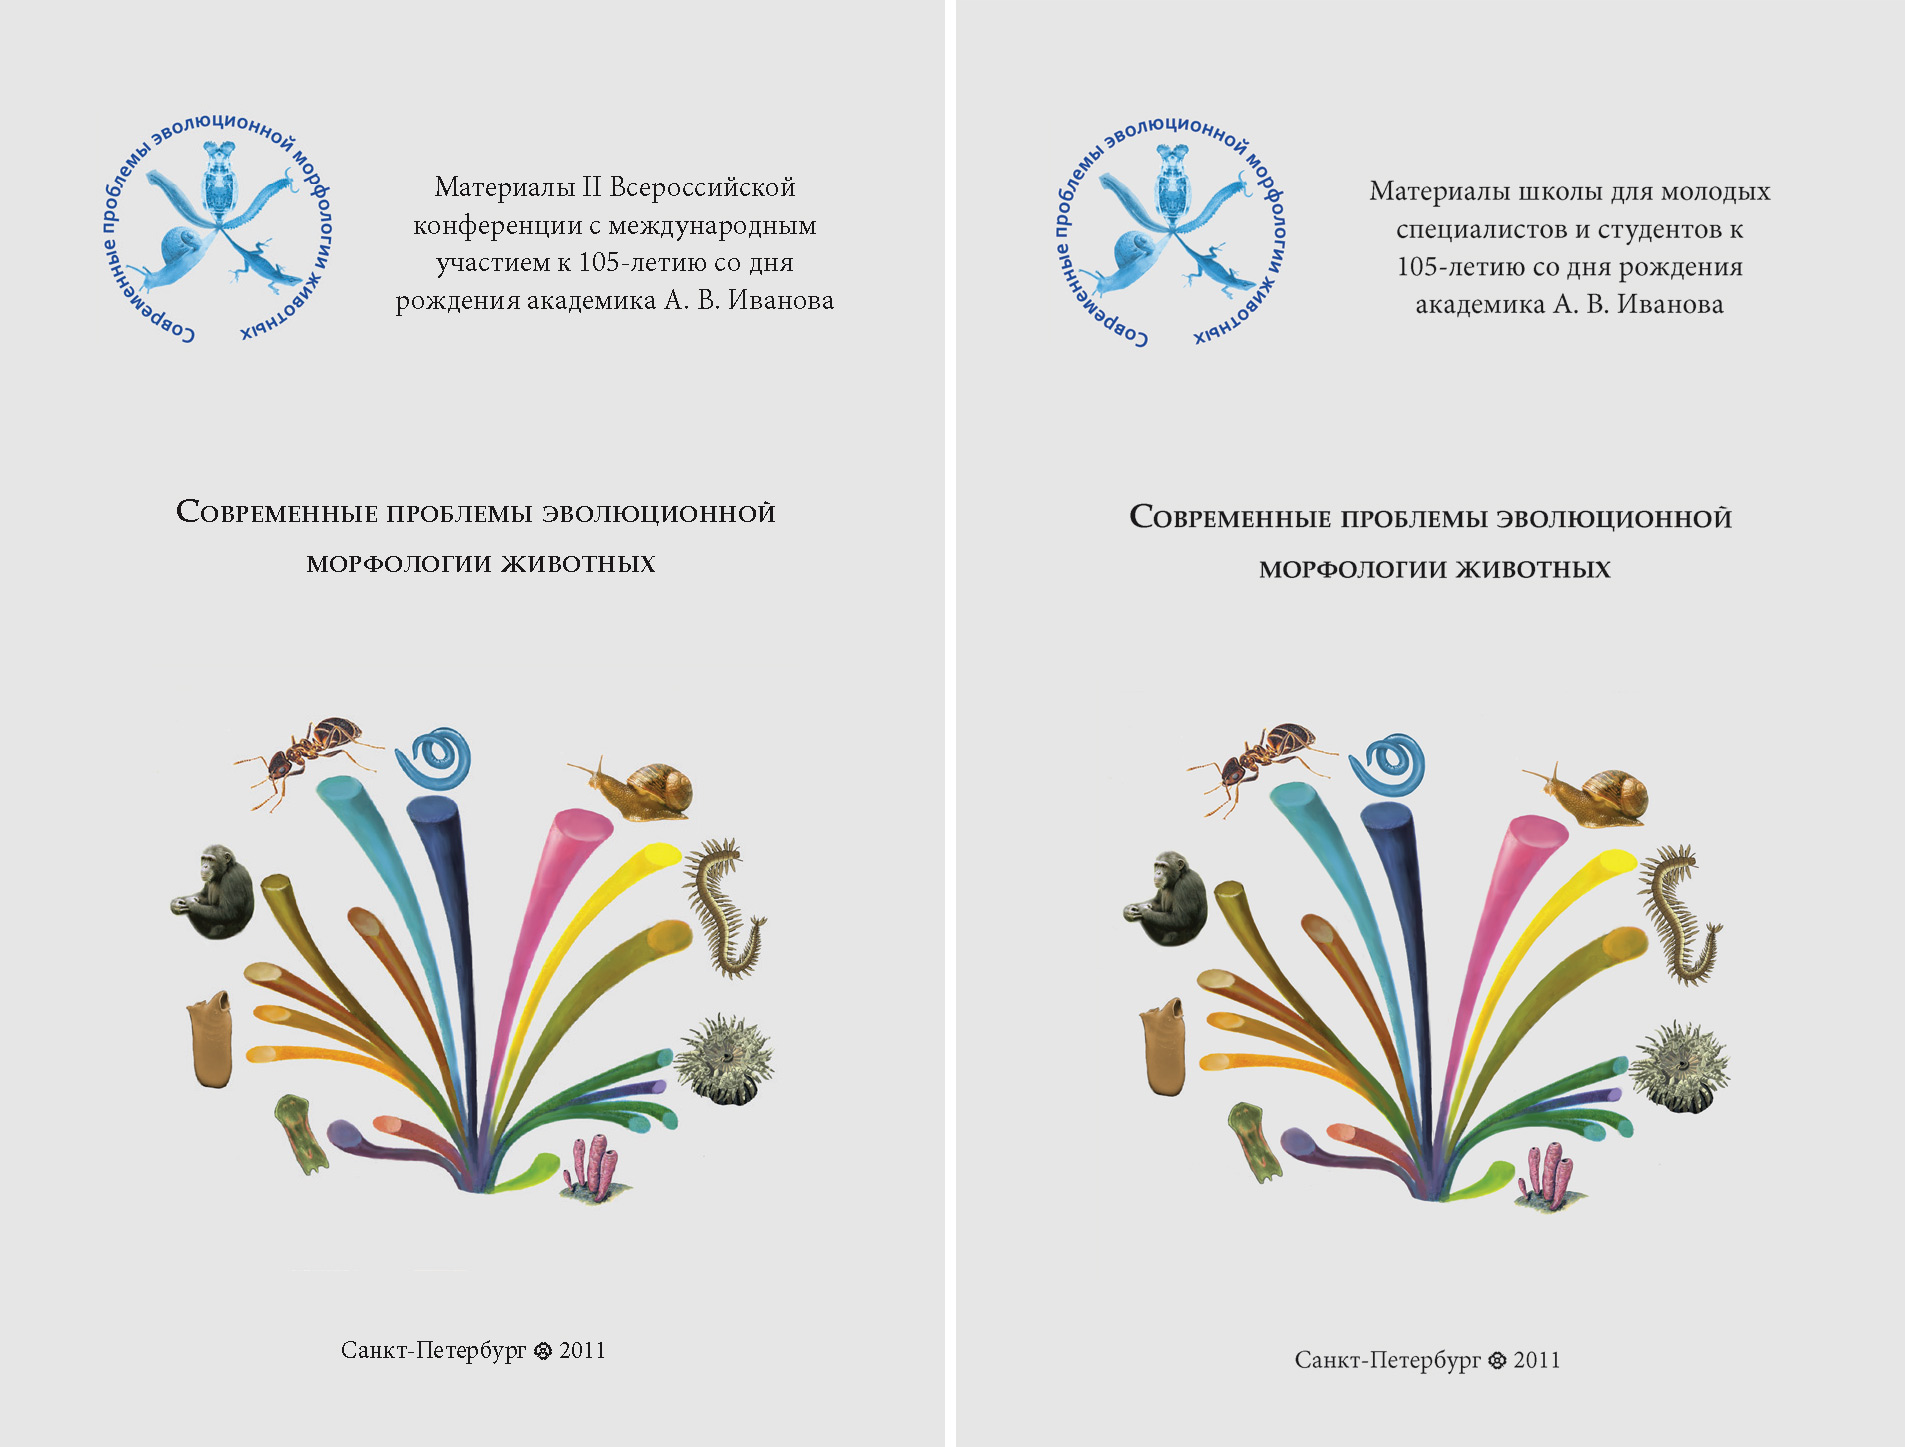 Современные проблемы эволюционной морфологии животных
Материалы II Всероссийской
конференции с международным
участием к 105-летию со дня
рождения академика А. В. Иванова
Современные проблемы эволюционной
морфологии животных
Санкт-Петербург 2011
Современные проблемы эволюционной морфологии животных
Материалы школы для молодых
специалистов и студентов к
105-летию со дня рождения
академика А. В. Иванова
Современные проблемы эволюционной
морфологии животных
Санкт-Петербург 2011